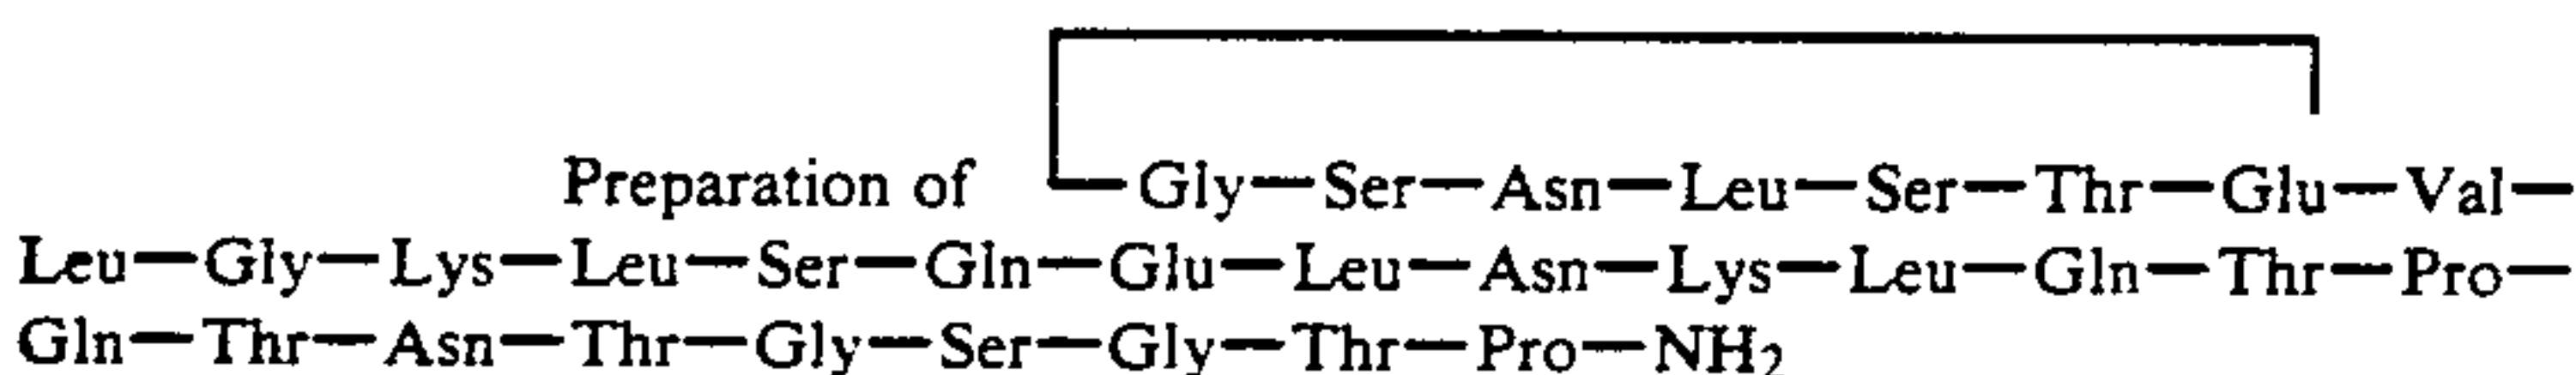 Preparation of Gly—Ser—Asn—Leu—Ser—Thr—Glu—Val—
Leu—Gly—Lys—Leu—Ser—Gln—Glu—Leu—Asn—Lys—Leu—Gln—Thr—Pro—
Gln—Thr—Asn—Thr—Gly—Ser—Gly—Thr—Pro—NH₂